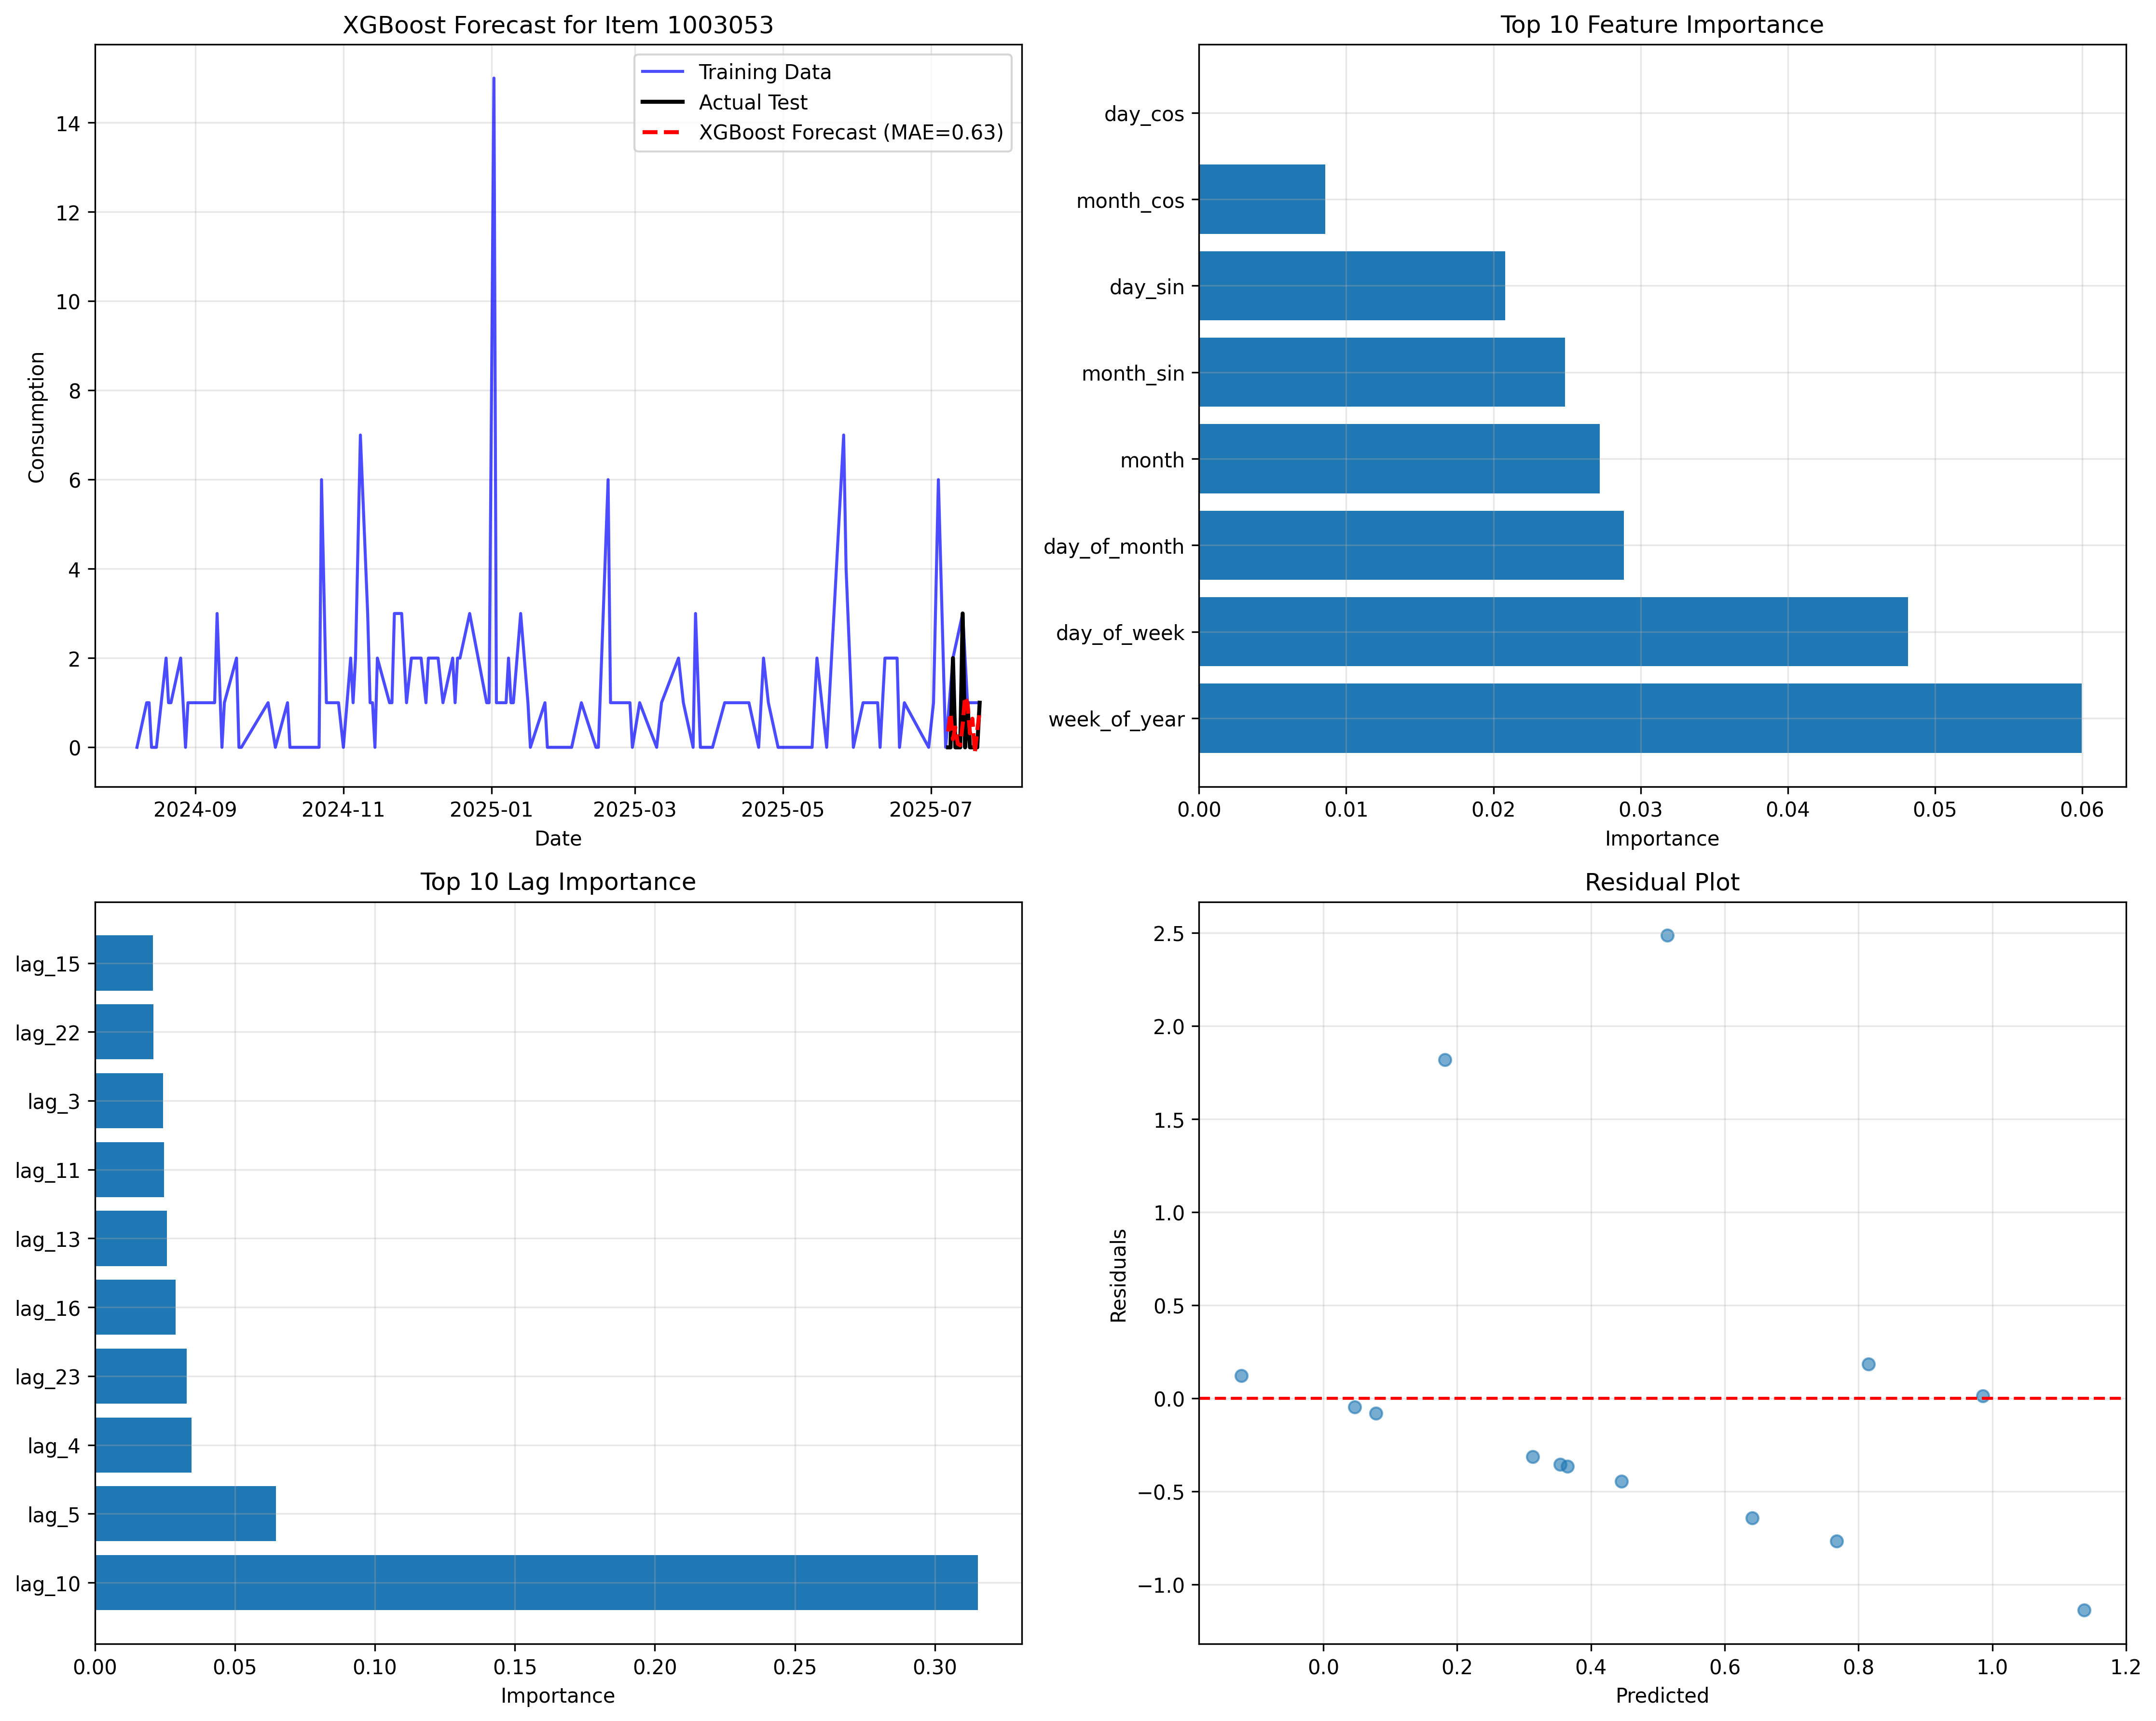 XGBoost Forecast for Item 1003053
Training Data
Actual Test
XGBoost Forecast (MAE=0.63)
Consumption
14
12
10
8
6
4
2
0
2024-09 2024-11 2025-01 2025-03 2025-05 2025-07
Date
Top 10 Feature Importance
day_cos
month_cos
day_sin
month_sin
month
day_of_month
day_of_week
week_of_year
0.00 0.01 0.02 0.03 0.04 0.05 0.06
Importance
Top 10 Lag Importance
lag_15
lag_22
lag_3
lag_11
lag_13
lag_16
lag_23
lag_4
lag_5
lag_10
0.00 0.05 0.10 0.15 0.20 0.25 0.30
Importance
Residual Plot
Residuals
2.5
2.0
1.5
1.0
0.5
0.0
−0.5
−1.0
0.0 0.2 0.4 0.6 0.8 1.0 1.2
Predicted